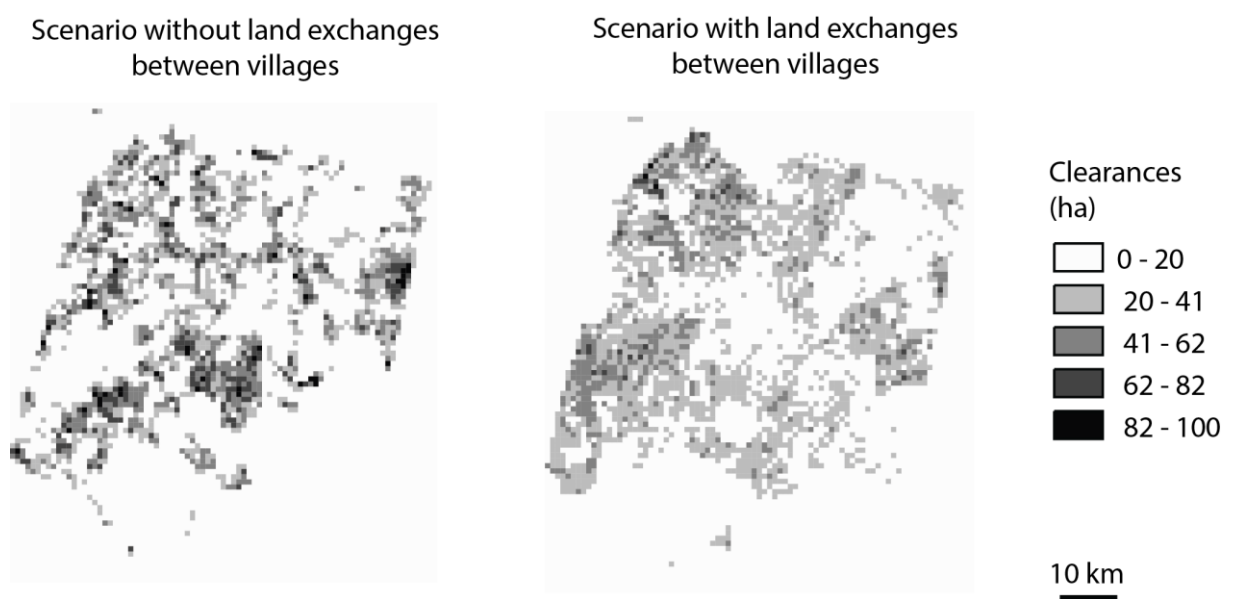 Scenario without land exchanges
between villages
Scenario with land exchanges
between villages
Clearances
(ha)
0 - 20
20 - 41
41 - 62
62 - 82
82 - 100
10 km